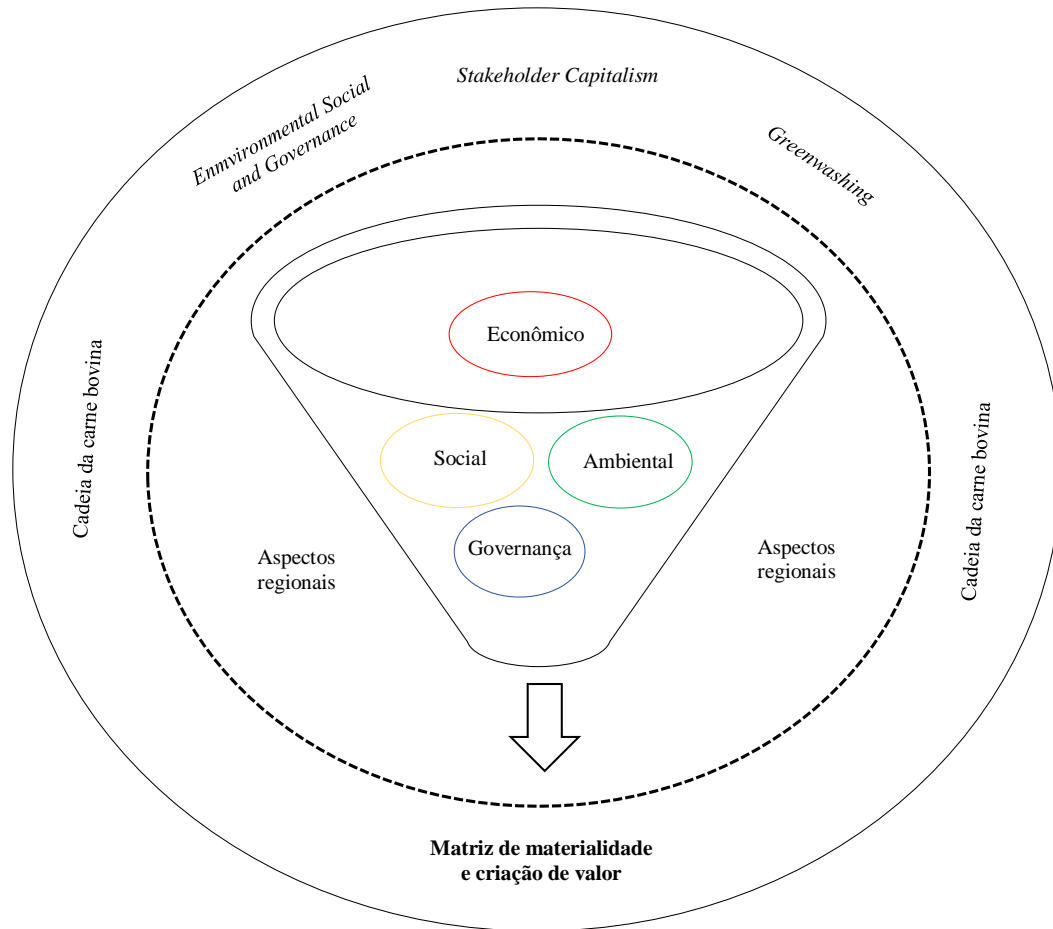 Stakeholder Capitalism
Enmvironmental Social
and Governance
Greenwashing
Econômico
Cadeia da carne bovina
Social
Ambiental
Cadeia da carne bovina
Governança
Aspectos
regionais
Aspectos
regionais
Matriz de materialidade
e criação de valor